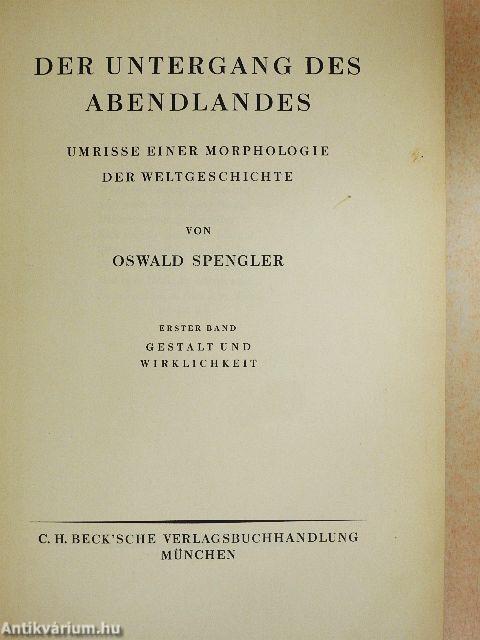 DER UNTERGANG DES
ABENDLANDES
UMRISSE EINER MORPHOLOGIE
DER WELTGESCHICHTE
VON
OSWALD SPENGLER
ERSTER BAND
GESTALT UND
WIRKLICHKEIT
C. H. BECK'SCHE VERLAGSBUCHHANDLUNG
MÜNCHEN
Antikvárium.hu